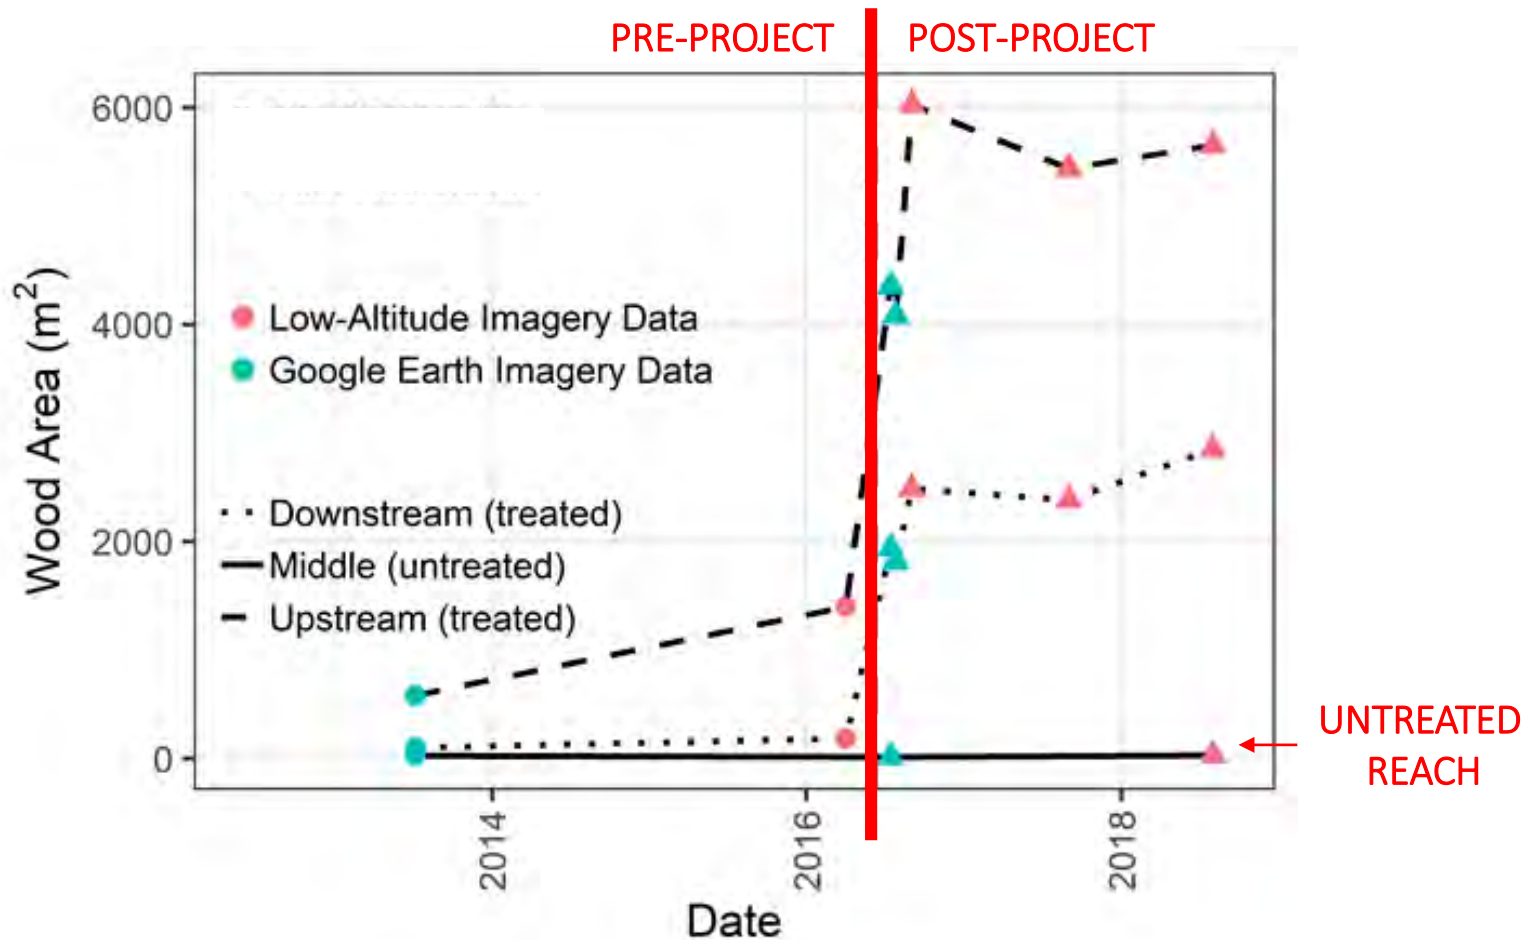 PRE-PROJECT POST-PROJECT
6000
4000
2000
0
Wood Area (m²)
Low-Altitude Imagery Data
Google Earth Imagery Data
Downstream (treated)
Middle (untreated)
Upstream (treated)
UNTREATED
REACH
2014
2016
2018
Date